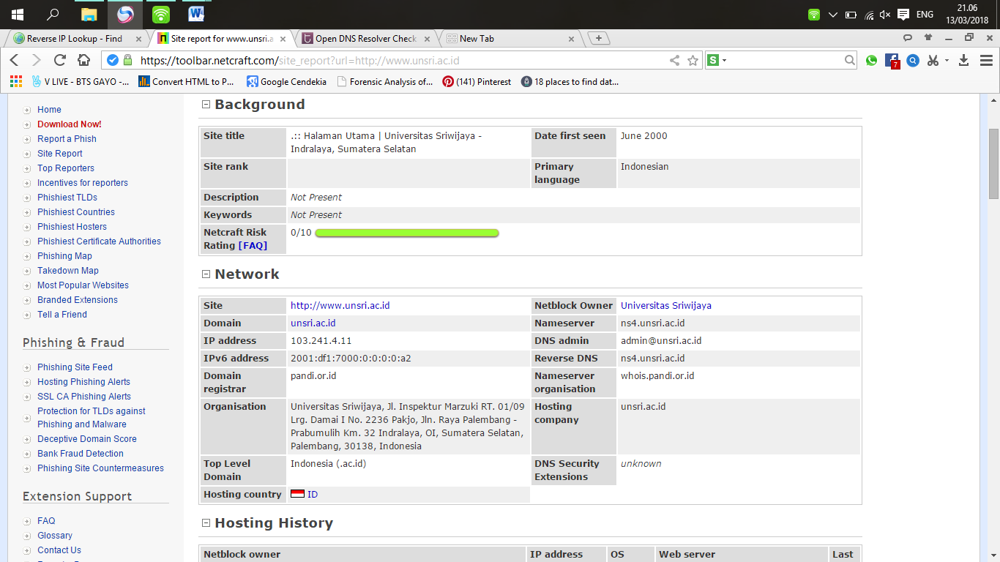 21.06
ENG
13/03/2018
Reverse IP Lookup - Find
Site report for www.unsri.a
Open DNS Resolver Check
New Tab
https://toolbar.netcraft.com/site_report?url=http://www.unsri.ac.id
S
7
V LIVE - BTS GAYO -...
Convert HTML to P...
Google Cendekia
Forensic Analysis of...
(141) Pinterest
18 places to find dat...
Home
Download Now!
Report a Phish
Site Report
Top Reporters
Incentives for reporters
Phishiest TLDs
Phishiest Countries
Phishiest Hosters
Phishiest Certificate Authorities
Phishing Map
Takedown Map
Most Popular Websites
Branded Extensions
Tell a Friend
Phishing & Fraud
Phishing Site Feed
Hosting Phishing Alerts
SSL CA Phishing Alerts
Protection for TLDs against
Phishing and Malware
Deceptive Domain Score
Bank Fraud Detection
Phishing Site Countermeasures
Extension Support
FAQ
Glossary
Contact Us
Background
Site title
.:: Halaman Utama | Universitas Sriwijaya -
Indralaya, Sumatera Selatan
Date first seen
June 2000
Site rank
Primary
language
Indonesian
Description
Not Present
Keywords
Not Present
Netcraft Risk
Rating [FAQ]
0/10
Network
Site
http://www.unsri.ac.id
Netblock Owner
Universitas Sriwijaya
Domain
unsri.ac.id
Nameserver
ns4.unsri.ac.id
IP address
103.241.4.11
DNS admin
admin@unsri.ac.id
IPv6 address
2001:df1:7000:0:0:0:0:a2
Reverse DNS
ns4.unsri.ac.id
Domain
registrar
pandi.or.id
Nameserver
organisation
whois.pandi.or.id
Organisation
Universitas Sriwijaya, Jl. Inspektur Marzuki RT. 01/09
Lrg. Damai I No. 2236 Pakjo, Jln. Raya Palembang -
Prabumulih Km. 32 Indralaya, OI, Sumatera Selatan,
Palembang, 30138, Indonesia
Hosting
company
unsri.ac.id
Top Level
Domain
Indonesia (.ac.id)
DNS Security
Extensions
unknown
Hosting country
ID
Hosting History
Netblock owner
IP address
OS
Web server
Last